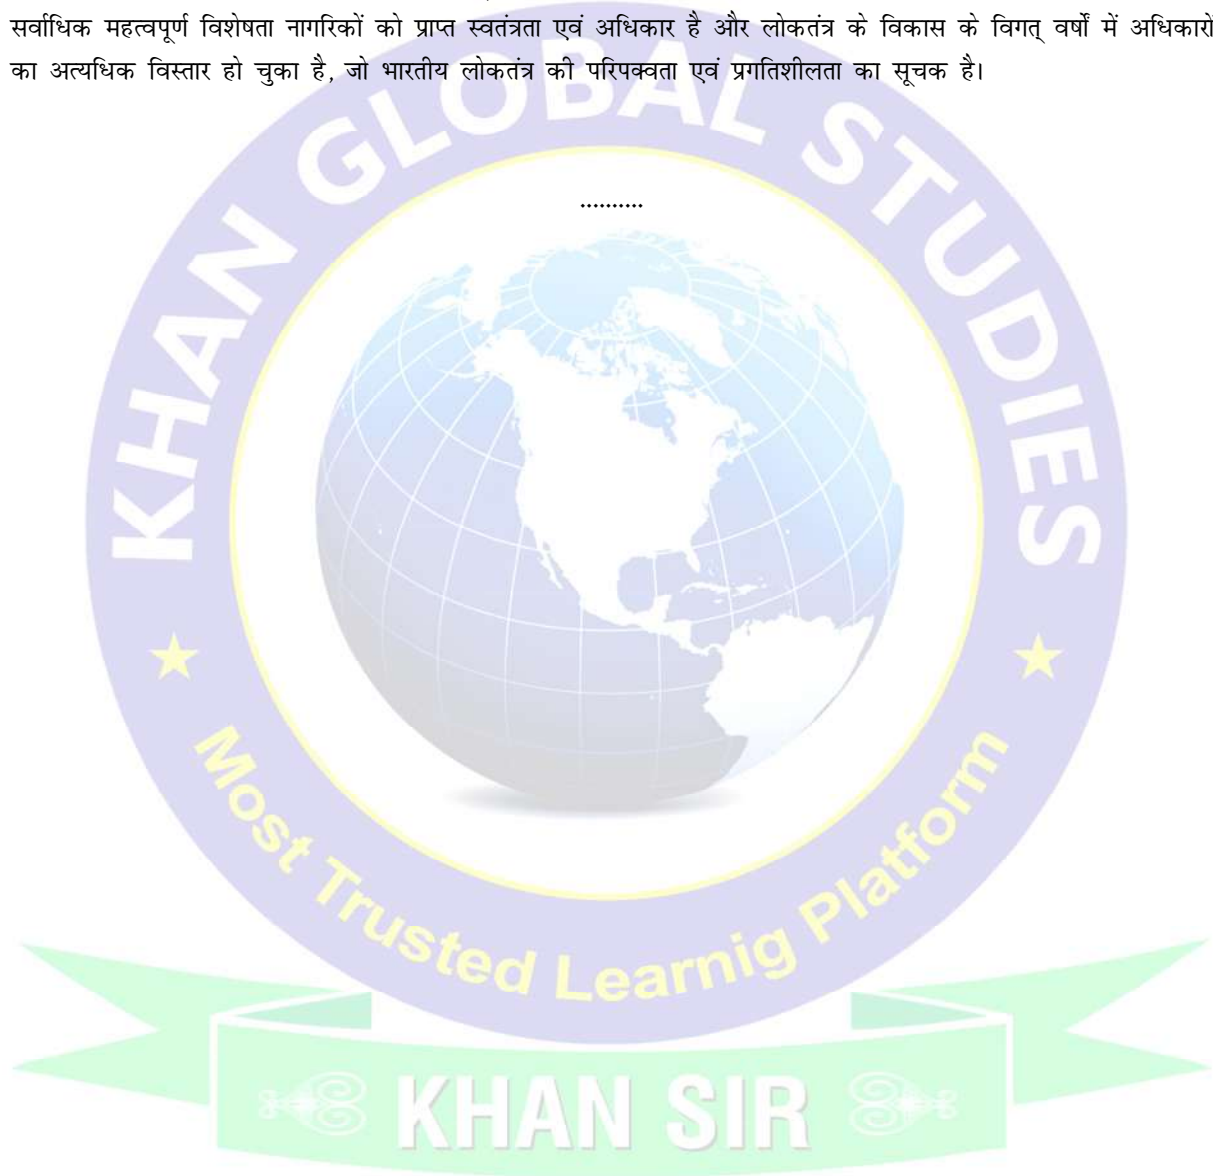 सर्वाधिक महत्वपूर्ण विशेषता नागरिकों को प्राप्त स्वतंत्रता एवं अधिकार है और लोकतंत्र के विकास के विगत् वर्षों में अधिकारों
का अत्यधिक विस्तार हो चुका है, जो भारतीय लोकतंत्र की परिपक्वता एवं प्रगतिशीलता का सूचक है।
..........
KHAN GLOBAL STUDIES
Most Trusted Learnig Platform
KHAN SIR